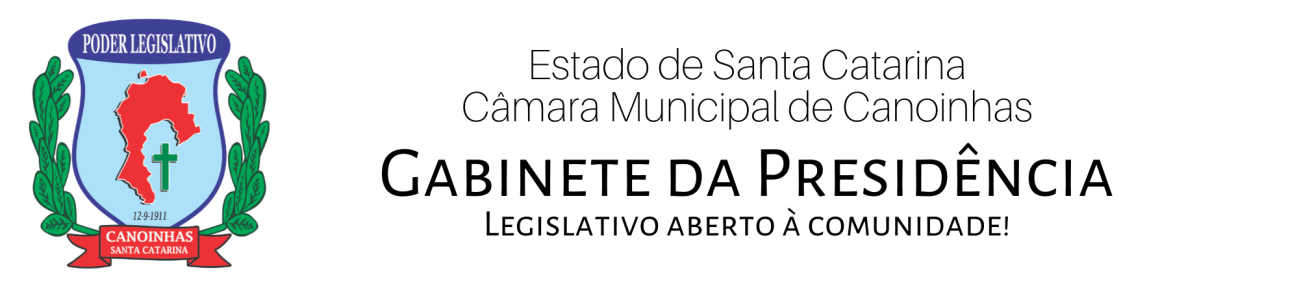 PODER LEGISLATIVO
12-9-1911
CANOINHAS
SANTA CATARINA
Estado de Santa Catarina
Câmara Municipal de Canoinhas
GABINETE DA PRESIDÊNCIA
LEGISLATIVO ABERTO À COMUNIDADE!